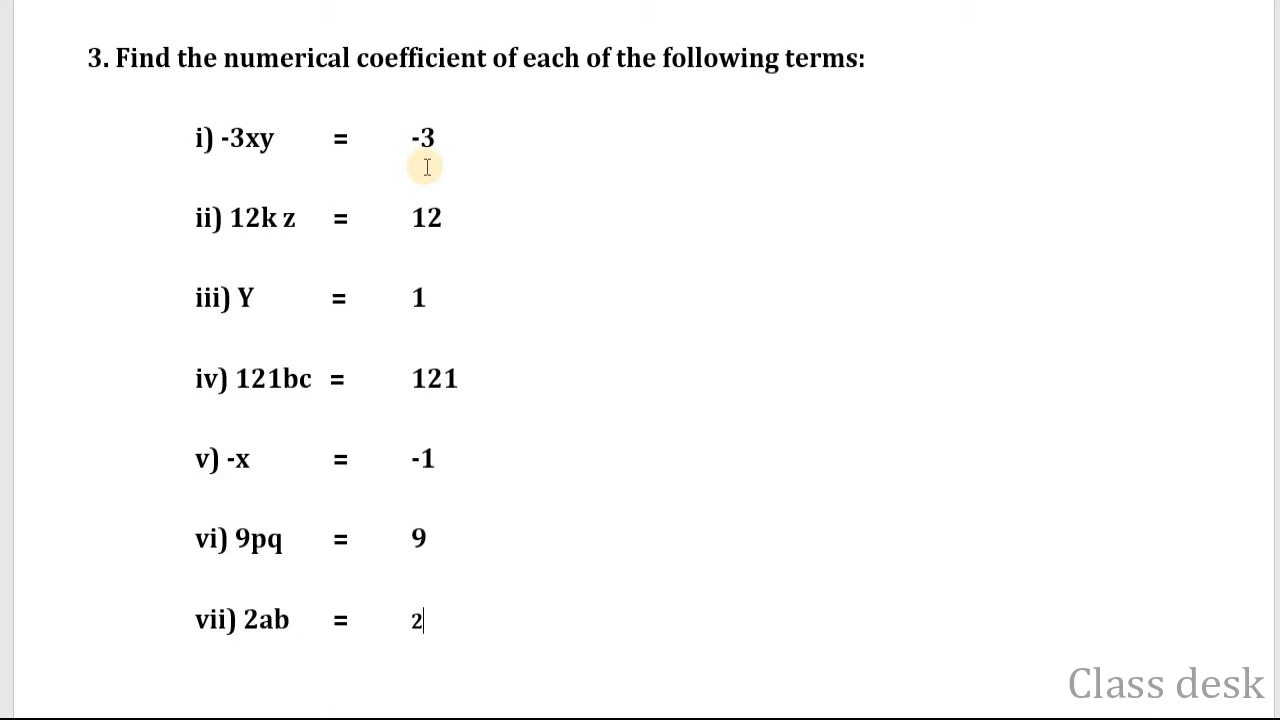 3. Find the numerical coefficient of each of the following terms:
i) -3xy = -3
ii) 12k z = 12
iii) Y = 1
iv) 121bc = 121
v) -x = -1
vi) 9pq = 9
vii) 2ab = 2
Class desk